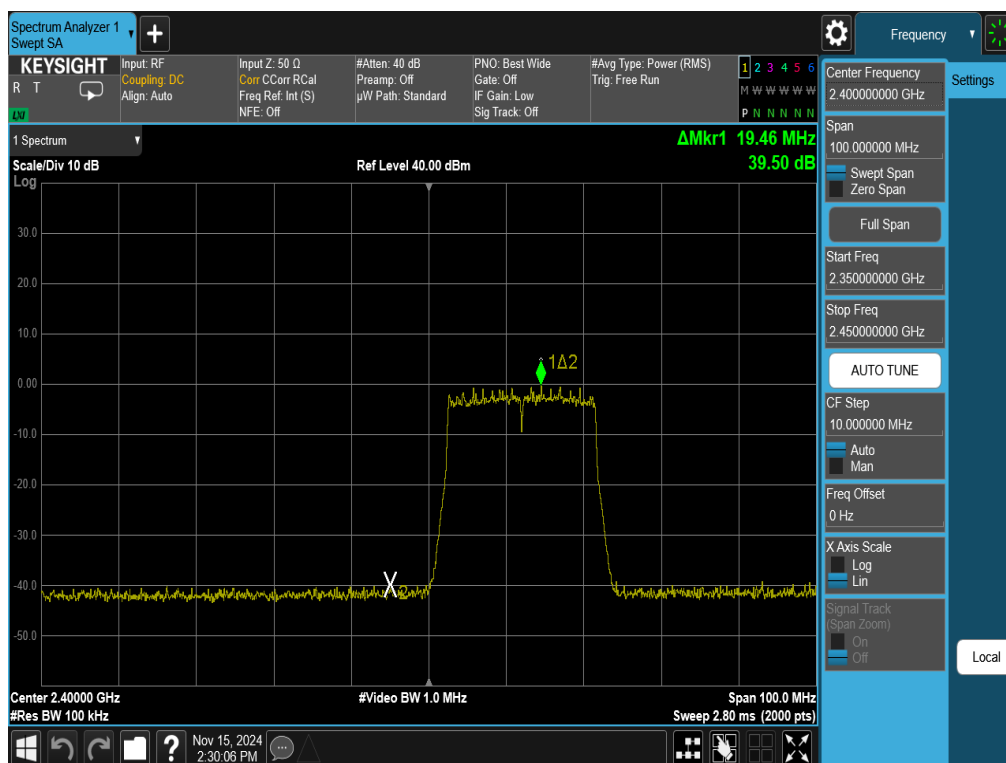 Spectrum Analyzer 1
Swept SA
+
Frequency
KEYSIGHT
R T
LXI
Input: RF
Coupling: DC
Align: Auto
Input Z: 50 Ω
Corr CCorr RCal
Freq Ref: Int (S)
NFE: Off
#Atten: 40 dB
Preamp: Off
µW Path: Standard
PNO: Best Wide
Gate: Off
IF Gain: Low
Sig Track: Off
#Avg Type: Power (RMS)
Trig: Free Run
1 2 3 4 5 6
M W W W W W
P N N N N N
1 Spectrum
Scale/Div 10 dB
Log
Ref Level 40.00 dBm
ΔMkr1 19.46 MHz
39.50 dB
30.0
20.0
10.0
0.00
-10.0
-20.0
-30.0
-40.0
-50.0
1Δ2
X2
Center 2.40000 GHz
#Res BW 100 kHz
#Video BW 1.0 MHz
Span 100.0 MHz
Sweep 2.80 ms (2000 pts)
Center Frequency
2.400000000 GHz
Settings
Span
100.000000 MHz
Swept Span
Zero Span
Full Span
Start Freq
2.350000000 GHz
Stop Freq
2.450000000 GHz
AUTO TUNE
CF Step
10.000000 MHz
Auto
Man
Freq Offset
0 Hz
X Axis Scale
Log
Lin
Signal Track
(Span Zoom)
On
Off
Local
?
Nov 15, 2024
2:30:06 PM